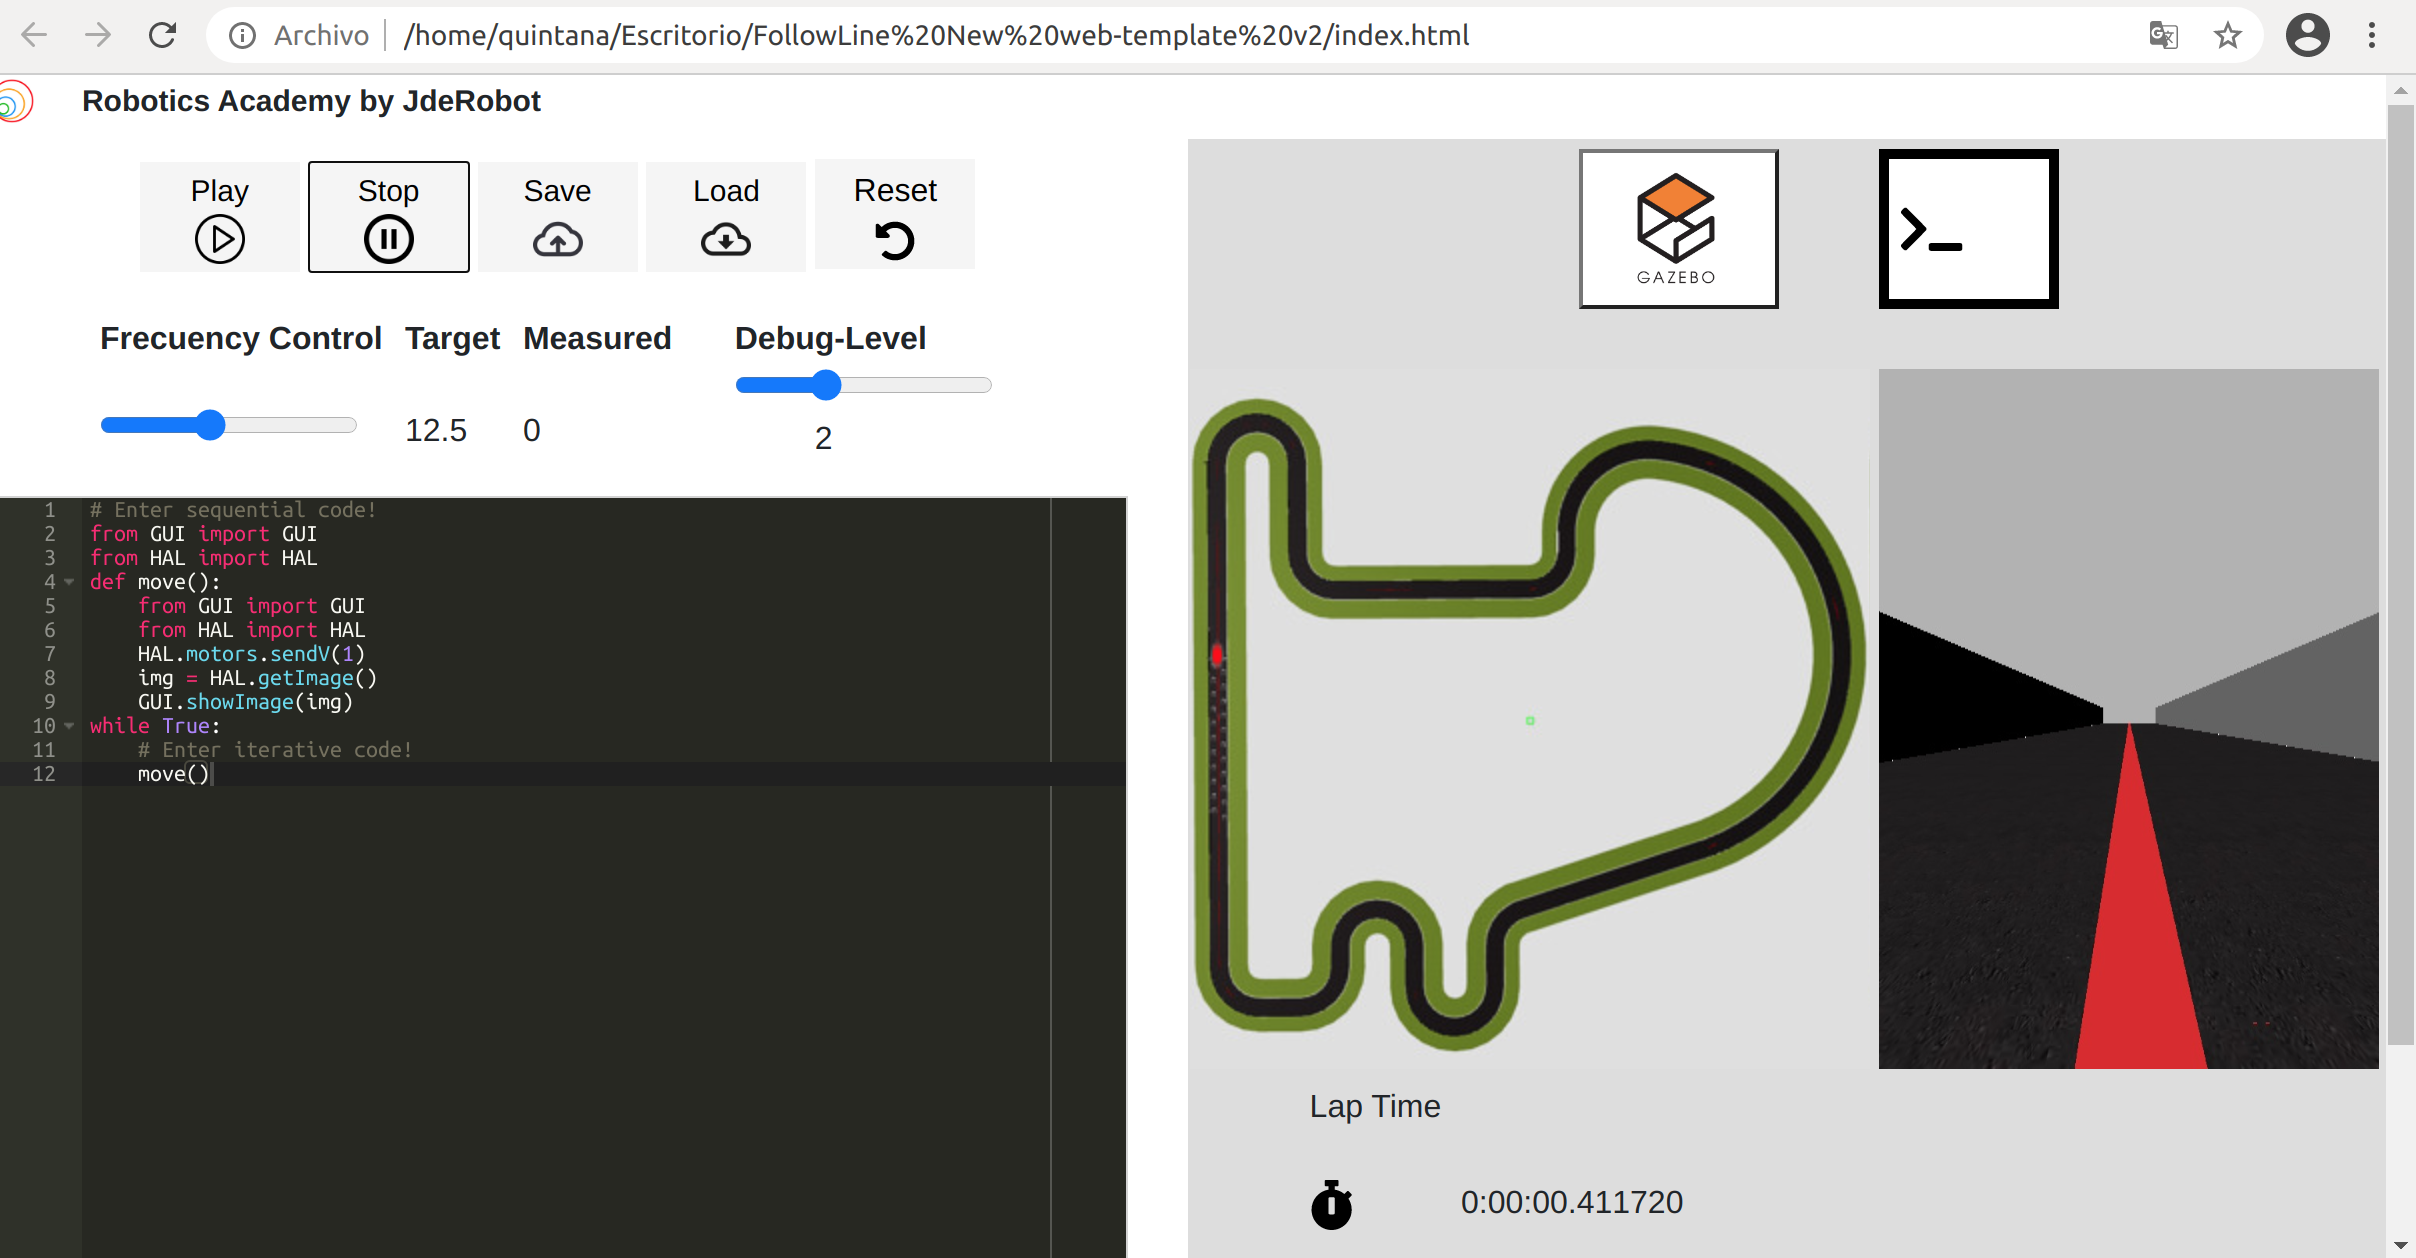 Archivo /home/quintana/Escritorio/FollowLine%20New%20web-template%20v2/index.html
Robotics Academy by JdeRobot
Play Stop Save Load Reset
GAZEBO
Frecuency Control Target Measured Debug-Level
12.5 0
2
1 # Enter sequential code!
2 from GUI import GUI
3 from HAL import HAL
4 def move():
5 from GUI import GUI
6 from HAL import HAL
7 HAL.motors.sendV(1)
8 img = HAL.getImage()
9 GUI.showImage(img)
10 while True:
11 # Enter iterative code!
12 move()
Lap Time
0:00:00.411720